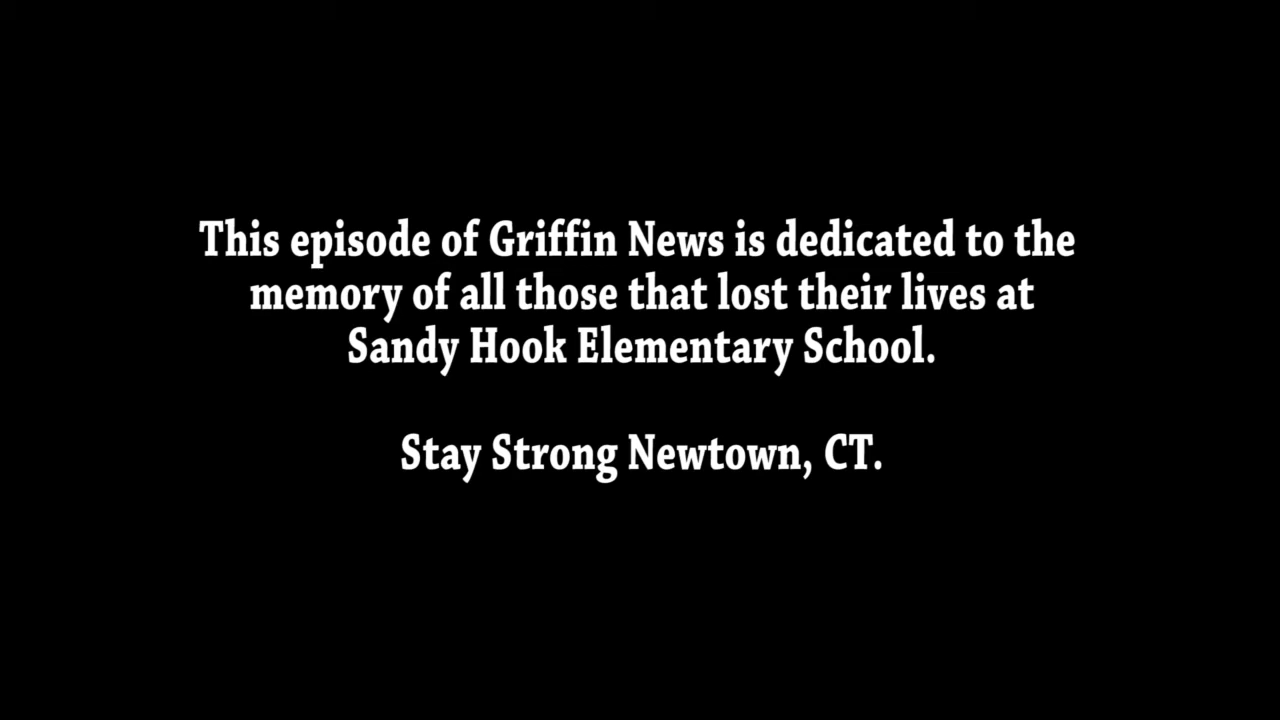 This episode of Griffin News is dedicated to the
memory of all those that lost their lives at
Sandy Hook Elementary School.
Stay Strong Newtown, CT.